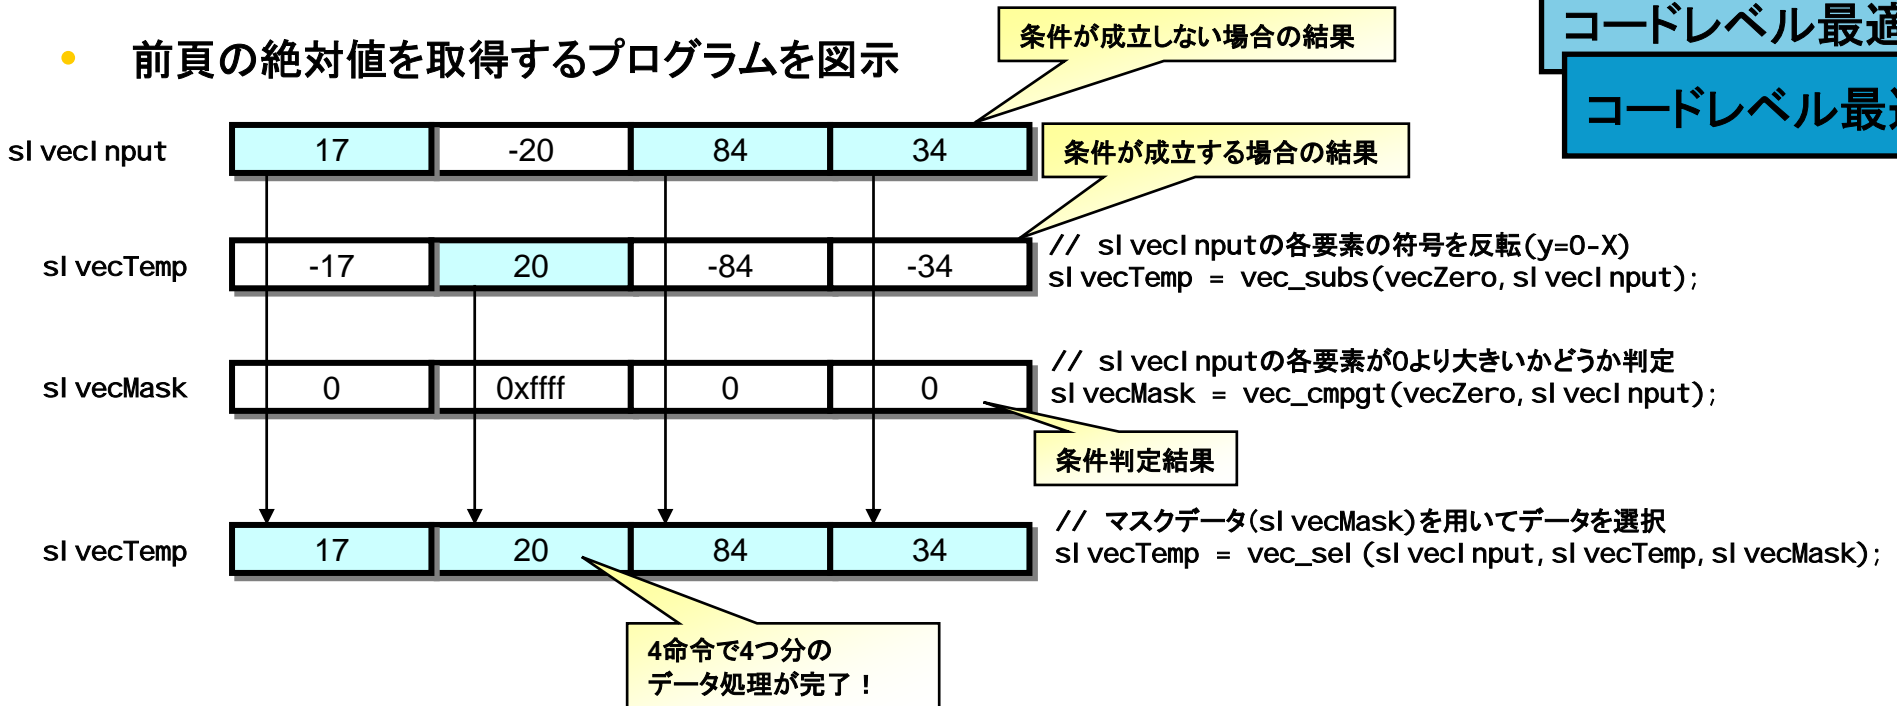 コードレベル最適
コードレベル最適
• 前頁の絶対値を取得するプログラムを図示
条件が成立しない場合の結果
slvecInput 17 -20 84 34
条件が成立する場合の結果
slvecTemp -17 20 -84 -34
// slvecInputの各要素の符号を反転(y=0-X)
slvecTemp = vec_subs(vecZero,slvecInput);
slvecMask 0 0xffff 0 0
// slvecInputの各要素が0より大きいかどうか判定
slvecMask = vec_cmpgt(vecZero,slvecInput);
条件判定結果
slvecTemp 17 20 84 34
// マスクデータ(slvecMask)を用いてデータを選択
slvecTemp = vec_sel(slvecInput,slvecTemp,slvecMask);
4命令で4つ分の
データ処理が完了！